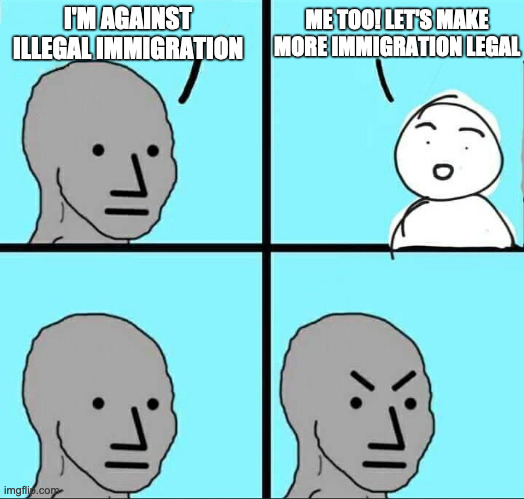 I'M AGAINST
ILLEGAL IMMIGRATION
ME TOO! LET'S MAKE
MORE IMMIGRATION LEGAL
imgflip.com